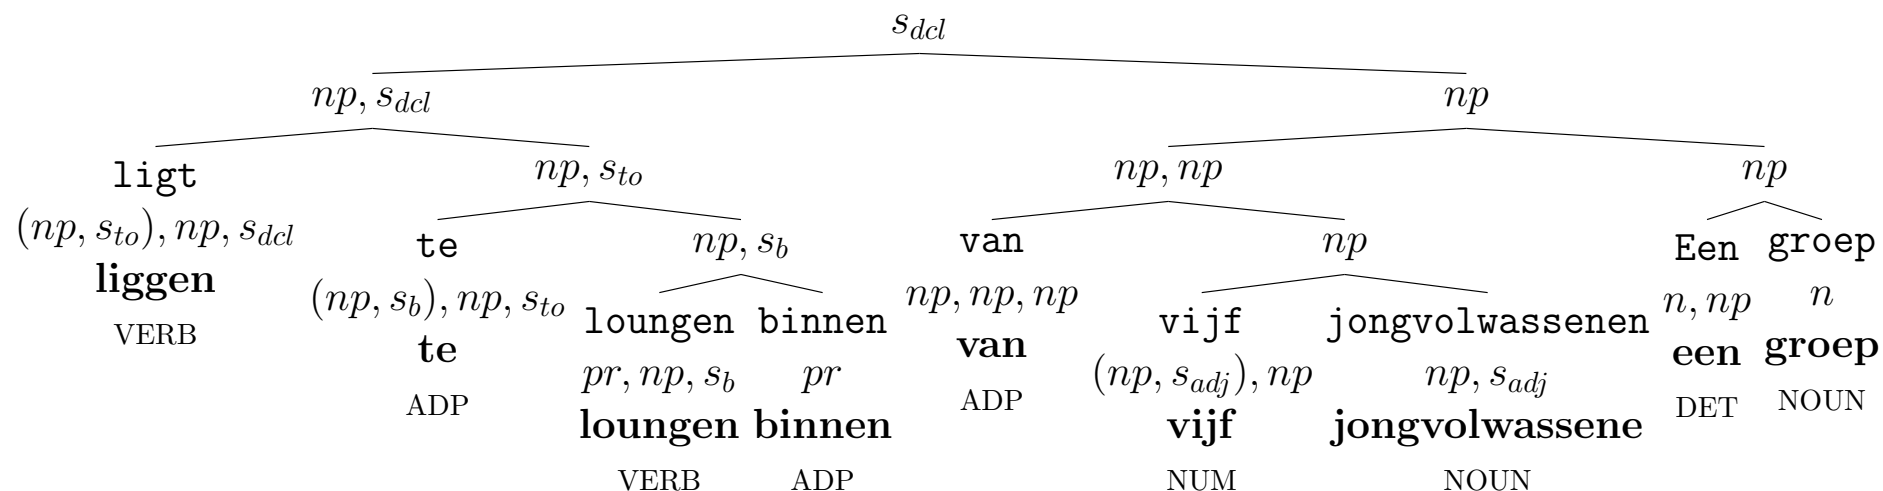 s_dcl
np, s_dcl np
ligt np, s_to np, np np
(np, s_to), np, s_dcl te np, s_b van np Een groep
liggen (np, s_b), np, s_to loungen binnen np, np, np vijf jongvolwassenen n, np n
VERB te pr, np, s_b pr van (np, s_adj), np np, s_adj een groep
ADP loungen binnen ADP vijf jongvolwassene DET NOUN
VERB ADP NUM NOUN